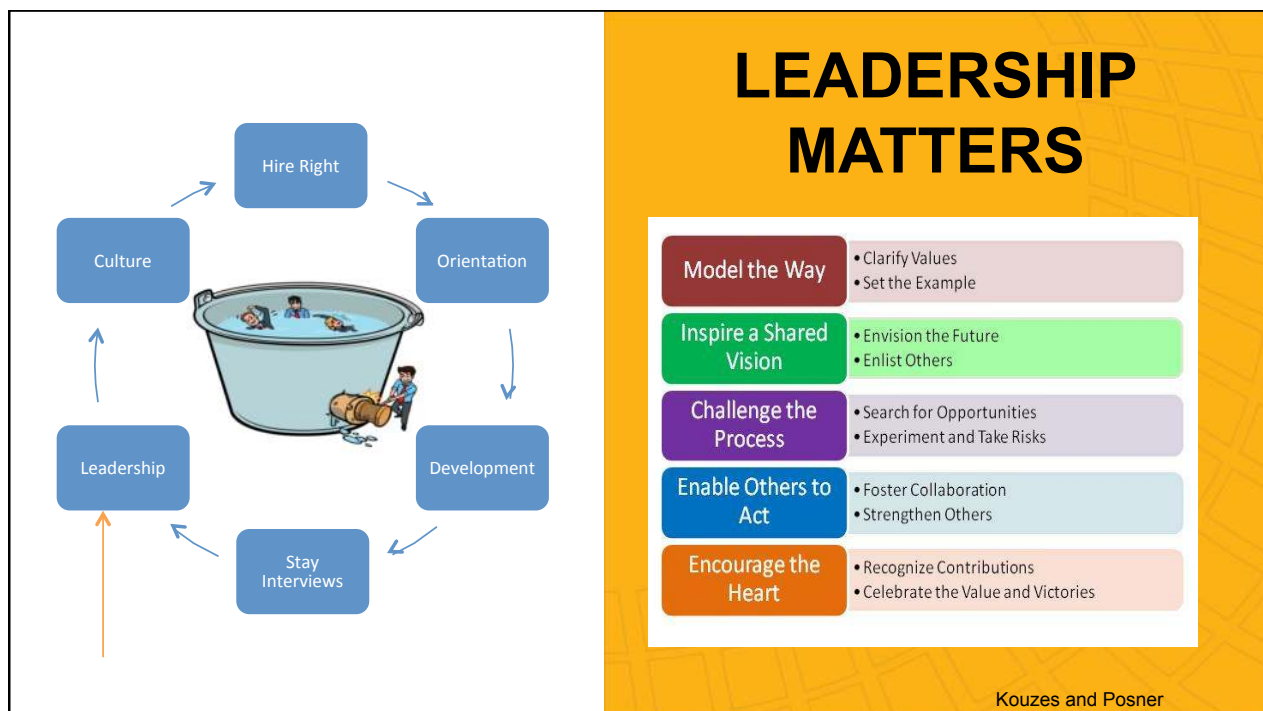 Hire Right
Orientation
Development
Stay
Interviews
Leadership
Culture
LEADERSHIP
MATTERS
Model the Way
• Clarify Values
• Set the Example
Inspire a Shared
Vision
• Envision the Future
• Enlist Others
Challenge the
Process
• Search for Opportunities
• Experiment and Take Risks
Enable Others to
Act
• Foster Collaboration
• Strengthen Others
Encourage the
Heart
• Recognize Contributions
• Celebrate the Value and Victories
Kouzes and Posner